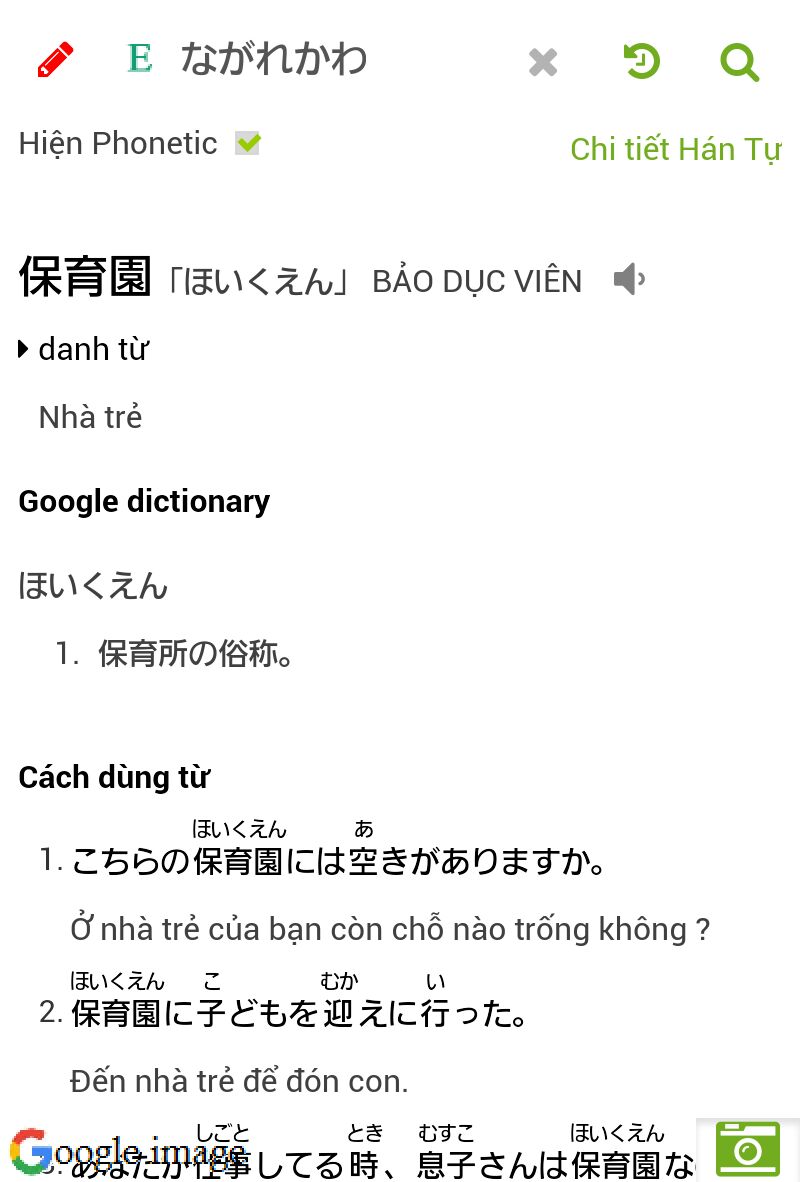 E ながれかわ
Hiện Phonetic
Chi tiết Hán Tự
保育園「ほいくえん」 BẢO DỤC VIÊN
danh từ
Nhà trẻ
Google dictionary
ほいくえん
1. 保育所の俗称。
Cách dùng từ
ほいくえん あ
1. こちらの保育園には空きがありますか。
Ở nhà trẻ của bạn còn chỗ nào trống không ?
ほいくえん こ むか い
2. 保育園に子どもを迎えに行った。
Đến nhà trẻ để đón con.
しごと とき むすこ ほいくえん
3. あなたが仕事してる時、息子さんは保育園な
Google image